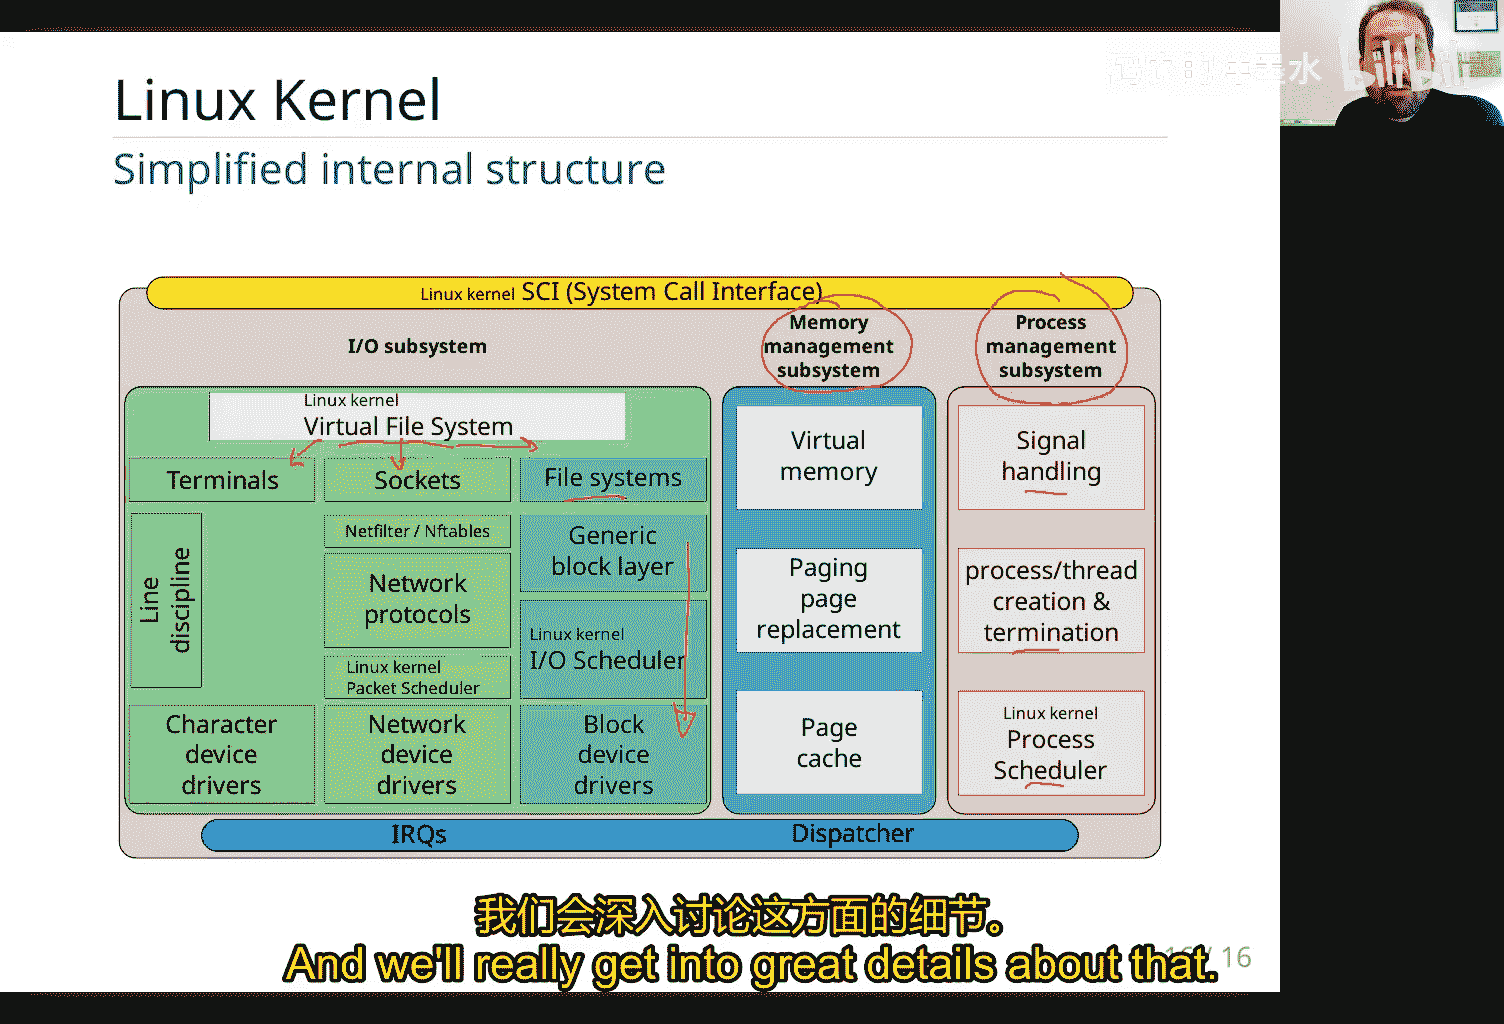 Linux Kernel
Simplified internal structure
Linux kernel SCI (System Call Interface)
I/O subsystem
Memory
management
subsystem
Process
management
subsystem
Linux kernel
Virtual File System
Terminals
Sockets
File systems
Line
discipline
Netfilter / Nftables
Network
protocols
Linux kernel
Packet Scheduler
Generic
block layer
Linux kernel
I/O Scheduler
Character
device
drivers
Network
device
drivers
Block
device
drivers
Virtual
memory
Paging
page
replacement
Page
cache
Signal
handling
process/thread
creation &
termination
Linux kernel
Process
Scheduler
IRQs
Dispatcher
我们会深入讨论这方面的细节。
And we'll really get into great details about that.
16 / 16
bilibili